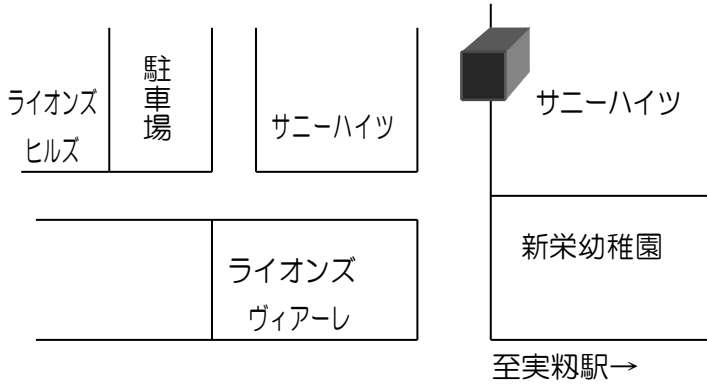 ライオンズ
ヒルズ
駐車場
サニーハイツ
サニーハイツ
ライオンズ
ヴィアーレ
新栄幼稚園
至実籾駅→